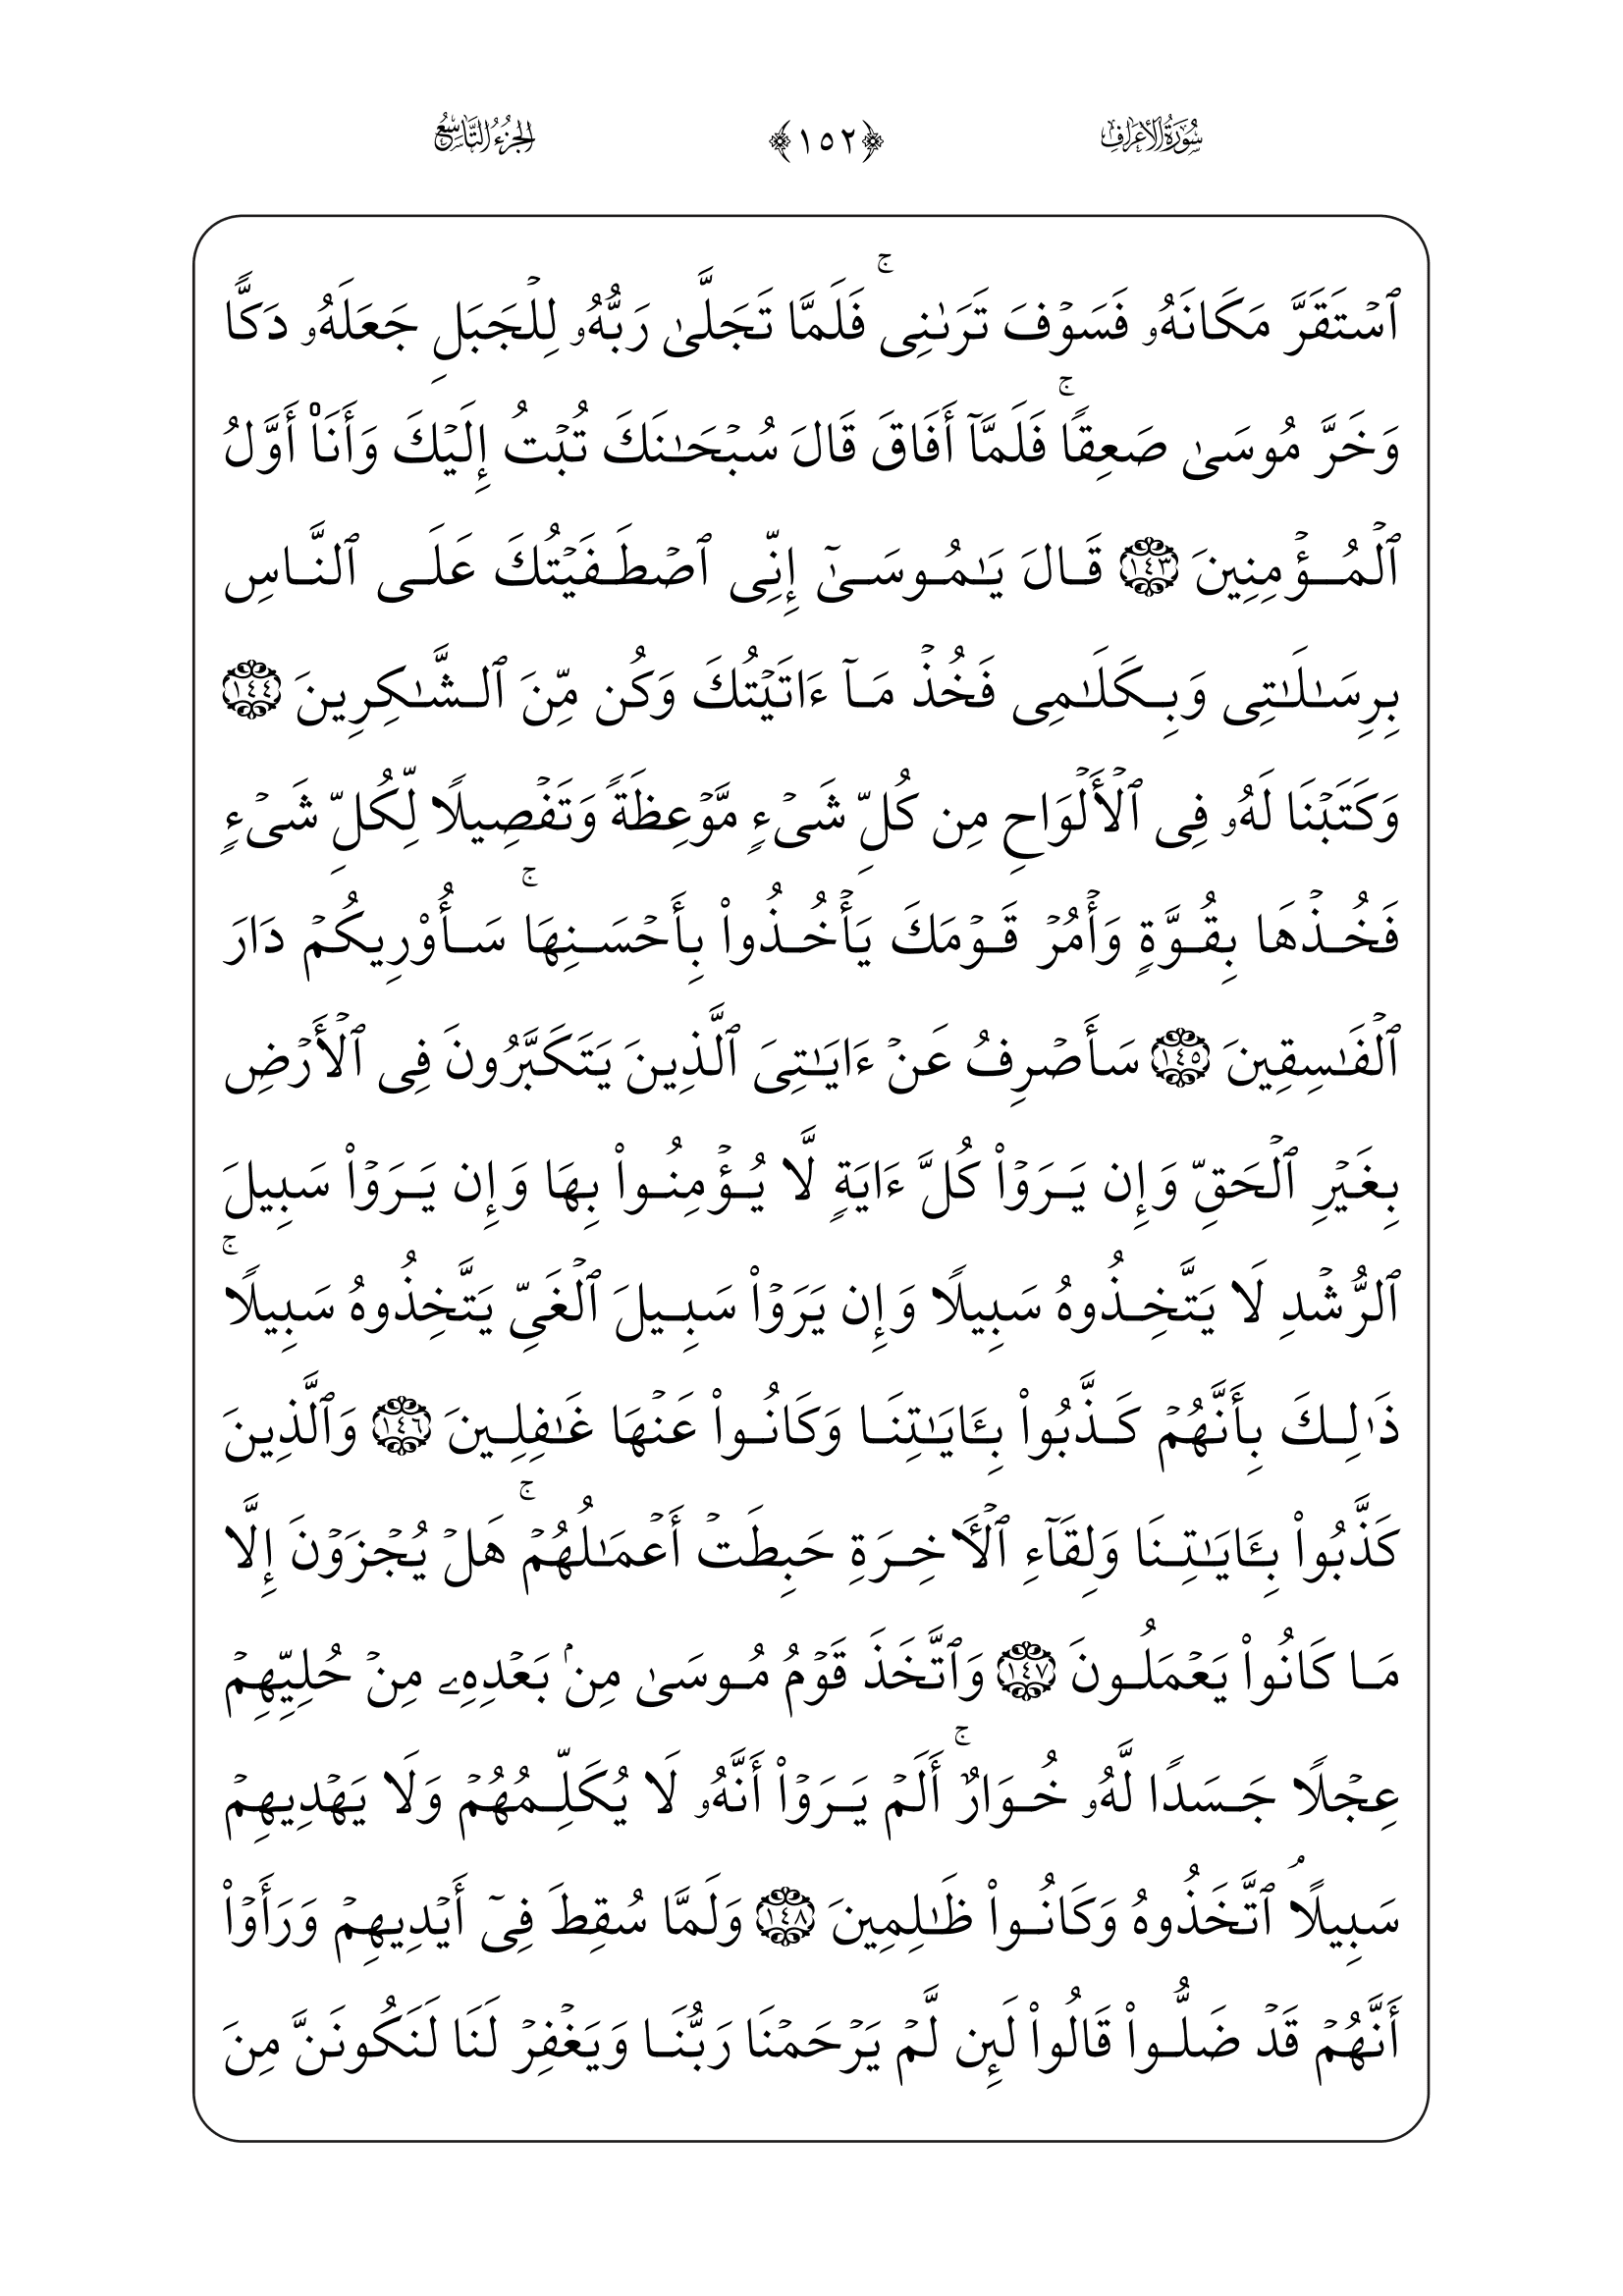 سُورَةُ الأَعْرَافِ ﴿١٥٢﴾ الجُزْءُ التَّاسِعُ
ٱسۡتَقَرَّ مَكَانَهُۥ فَسَوۡفَ تَرَىٰنِىۚ فَلَمَّا تَجَلَّىٰ رَبُّهُۥ لِلۡجَبَلِ جَعَلَهُۥ دَكًّا
وَخَرَّ مُوسَىٰ صَعِقًاۚ فَلَمَّآ أَفَاقَ قَالَ سُبۡحَـٰنَكَ تُبۡتُ إِلَيۡكَ وَأَنَا۠ أَوَّلُ
ٱلۡمُؤۡمِنِينَ ١٤٣ قَالَ يَـٰمُوسَىٰٓ إِنِّى ٱصۡطَفَيۡتُكَ عَلَى ٱلنَّاسِ
بِرِسَـٰلَـٰتِى وَبِكَلَـٰمِى فَخُذۡ مَآ ءَاتَيۡتُكَ وَكُن مِّنَ ٱلشَّـٰكِرِينَ ١٤٤
وَكَتَبۡنَا لَهُۥ فِى ٱلۡأَلۡوَاحِ مِن كُلِّ شَىۡءٍ مَّوۡعِظَةً وَتَفۡصِيلًا لِّكُلِّ شَىۡءٍ
فَخُذۡهَا بِقُوَّةٍ وَأۡمُرۡ قَوۡمَكَ يَأۡخُذُوا۟ بِأَحۡسَنِهَاۚ سَأُو۟رِيكُمۡ دَارَ
ٱلۡفَـٰسِقِينَ ١٤٥ سَأَصۡرِفُ عَنۡ ءَايَـٰتِىَ ٱلَّذِينَ يَتَكَبَّرُونَ فِى ٱلۡأَرۡضِ
بِغَيۡرِ ٱلۡحَقِّ وَإِن يَرَوۡا۟ كُلَّ ءَايَةٍ لَّا يُؤۡمِنُوا۟ بِهَا وَإِن يَرَوۡا۟ سَبِيلَ
ٱلرُّشۡدِ لَا يَتَّخِذُوهُ سَبِيلًا وَإِن يَرَوۡا۟ سَبِيلَ ٱلۡغَىِّ يَتَّخِذُوهُ سَبِيلًاۚ
ذَٰلِكَ بِأَنَّهُمۡ كَذَّبُوا۟ بِـَٔايَـٰتِنَا وَكَانُوا۟ عَنۡهَا غَـٰفِلِينَ ١٤٦ وَٱلَّذِينَ
كَذَّبُوا۟ بِـَٔايَـٰتِنَا وَلِقَآءِ ٱلۡـَٔاخِرَةِ حَبِطَتۡ أَعۡمَـٰلُهُمۡۚ هَلۡ يُجۡزَوۡنَ إِلَّا
مَا كَانُوا۟ يَعۡمَلُونَ ١٤٧ وَٱتَّخَذَ قَوۡمُ مُوسَىٰ مِنۢ بَعۡدِهِۦ مِنۡ حُلِيِّهِمۡ
عِجۡلًا جَسَدًا لَّهُۥ خُوَارٌۚ أَلَمۡ يَرَوۡا۟ أَنَّهُۥ لَا يُكَلِّمُهُمۡ وَلَا يَهۡدِيهِمۡ
سَبِيلًاۘ ٱتَّخَذُوهُ وَكَانُوا۟ ظَـٰلِمِينَ ١٤٨ وَلَمَّا سُقِطَ فِىٓ أَيۡدِيهِمۡ وَرَأَوۡا۟
أَنَّهُمۡ قَدۡ ضَلُّوا۟ قَالُوا۟ لَئِن لَّمۡ يَرۡحَمۡنَا رَبُّنَا وَيَغۡفِرۡ لَنَا لَنَكُونَنَّ مِنَ